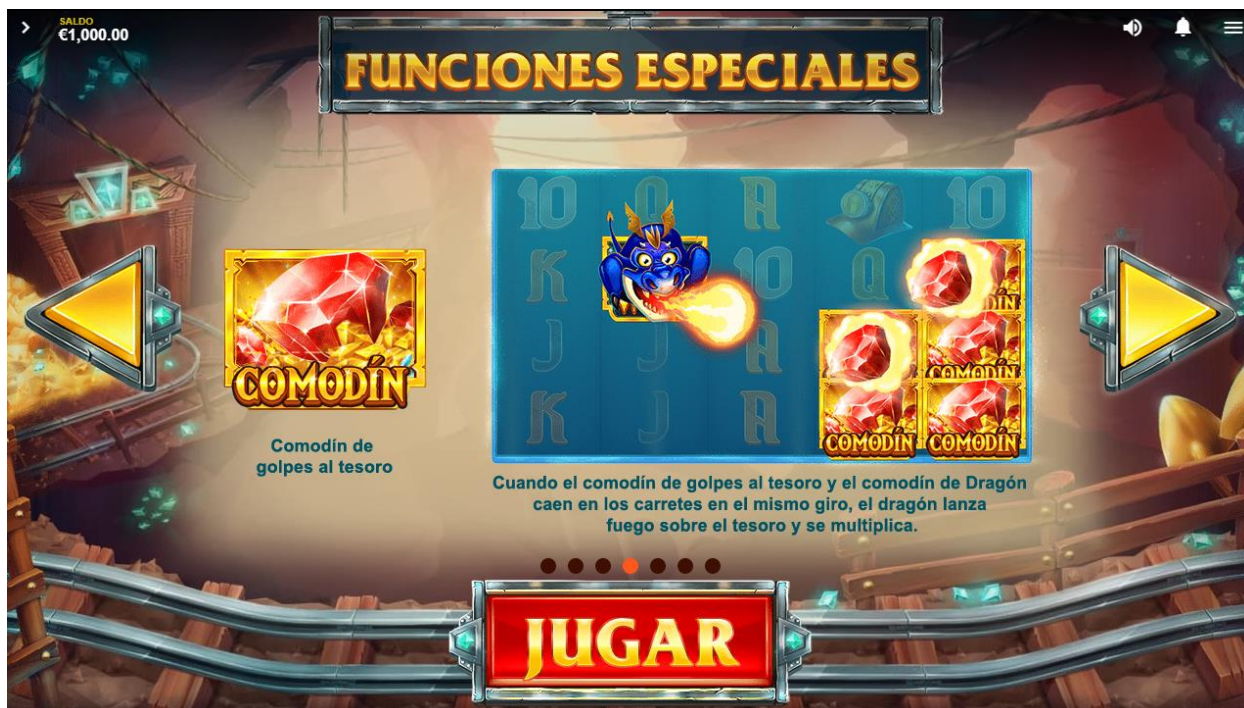 SALDO
€1,000.00
FUNCIONES ESPECIALES
10 Q A 10
K 10 Q
J J A
K J A
COMODÍN
COMODÍN
COMODÍN COMODÍN
Comodín de
golpes al tesoro
Cuando el comodín de golpes al tesoro y el comodín de Dragón
caen en los carretes en el mismo giro, el dragón lanza
fuego sobre el tesoro y se multiplica.
JUGAR